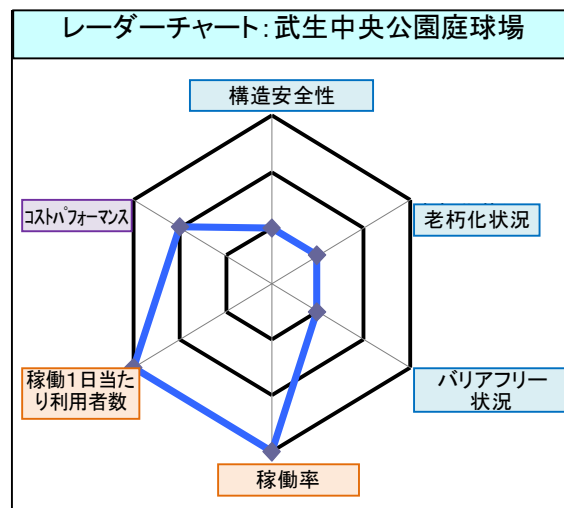 レーダーチャート：武生中央公園庭球場
構造安全性
コストパフォーマンス
老朽化状況
稼働１日当た
り利用者数
バリアフリー
状況
稼働率